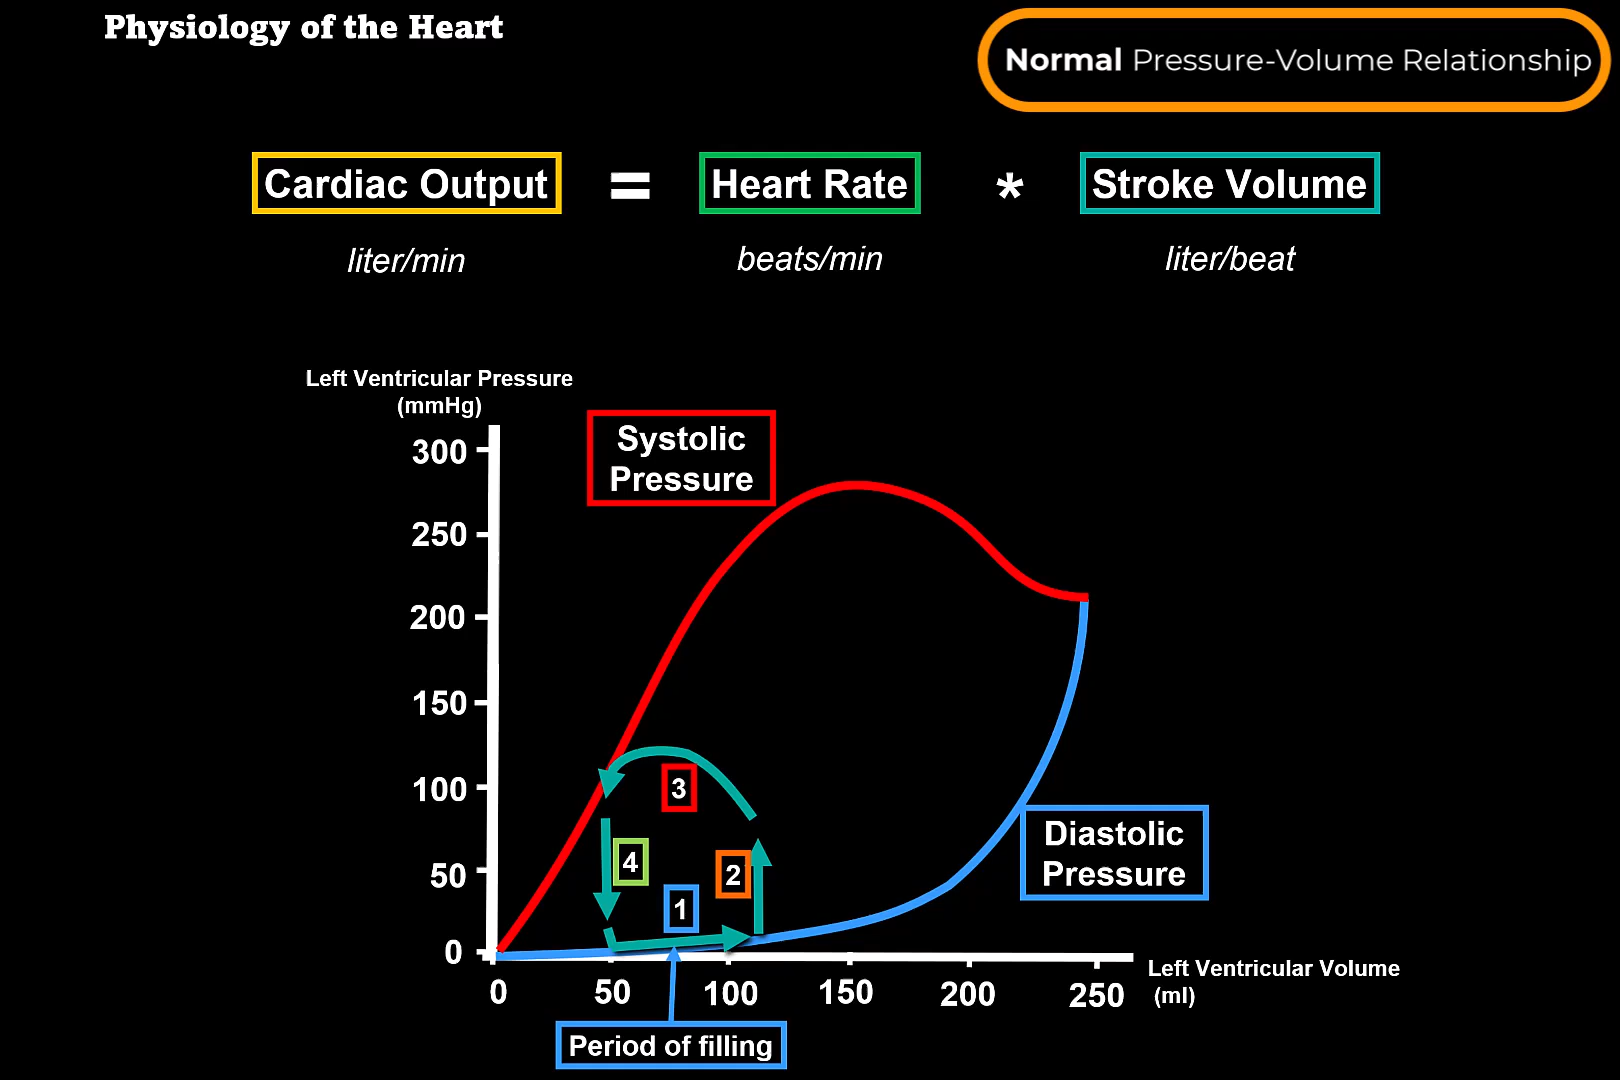 Physiology of the Heart
Normal Pressure-Volume Relationship
Cardiac Output = Heart Rate * Stroke Volume
liter/min beats/min liter/beat
Left Ventricular Pressure
(mmHg)
300
250
200
150
100
50
0
Systolic
Pressure
3
4
2
1
Diastolic
Pressure
0 50 100 150 200 250
Left Ventricular Volume
(ml)
Period of filling